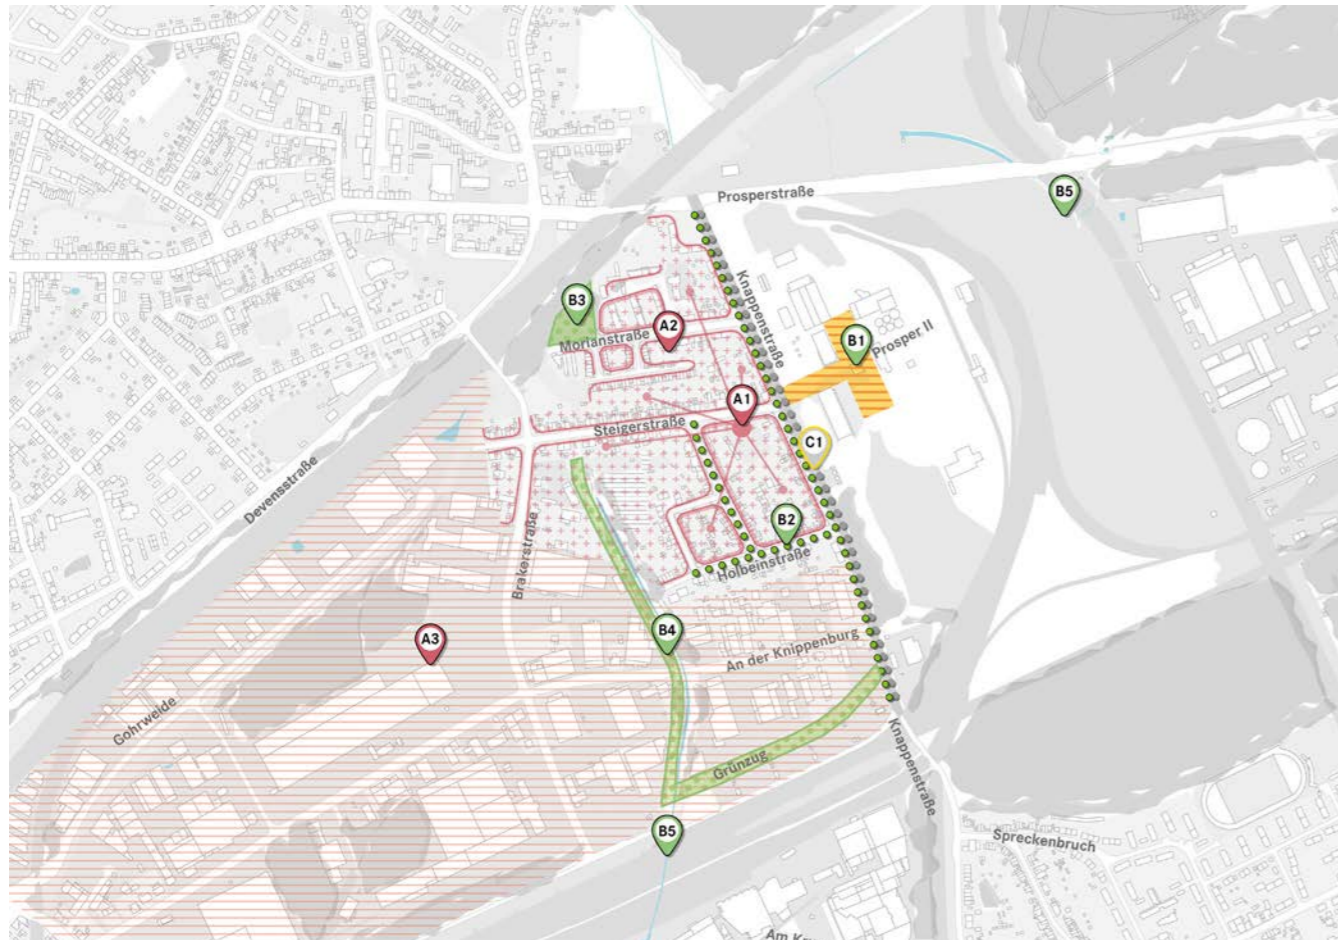 Prosperstraße
B5
Knappenstraße
B3
A2
Morianstraße
B1
Prosper II
A1
Steigerstraße
C1
Devensstraße
B2
Holbeinstraße
Brakerstraße
A3
B4
An der Knippenburg
Gohrweide
Grünzug
Knappenstraße
B5
Spreckenbruch